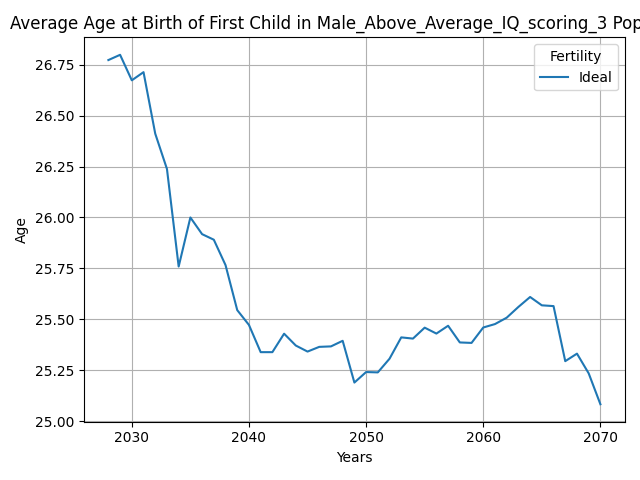 Average Age at Birth of First Child in Male_Above_Average_IQ_scoring_3 Pop
Fertility
Ideal
26.75
26.50
26.25
26.00
25.75
25.50
25.25
25.00
Age
2030 2040 2050 2060 2070
Years